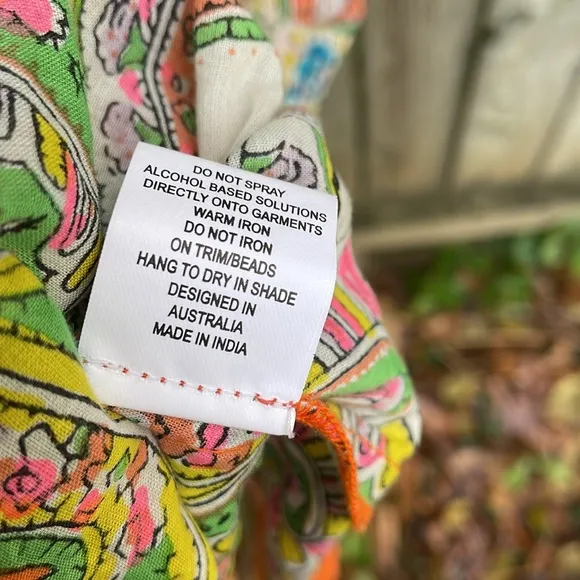 DO NOT SPRAY
ALCOHOL BASED SOLUTIONS
DIRECTLY ONTO GARMENTS
WARM IRON
DO NOT IRON
ON TRIM/BEADS
HANG TO DRY IN SHADE
DESIGNED IN
AUSTRALIA
MADE IN INDIA